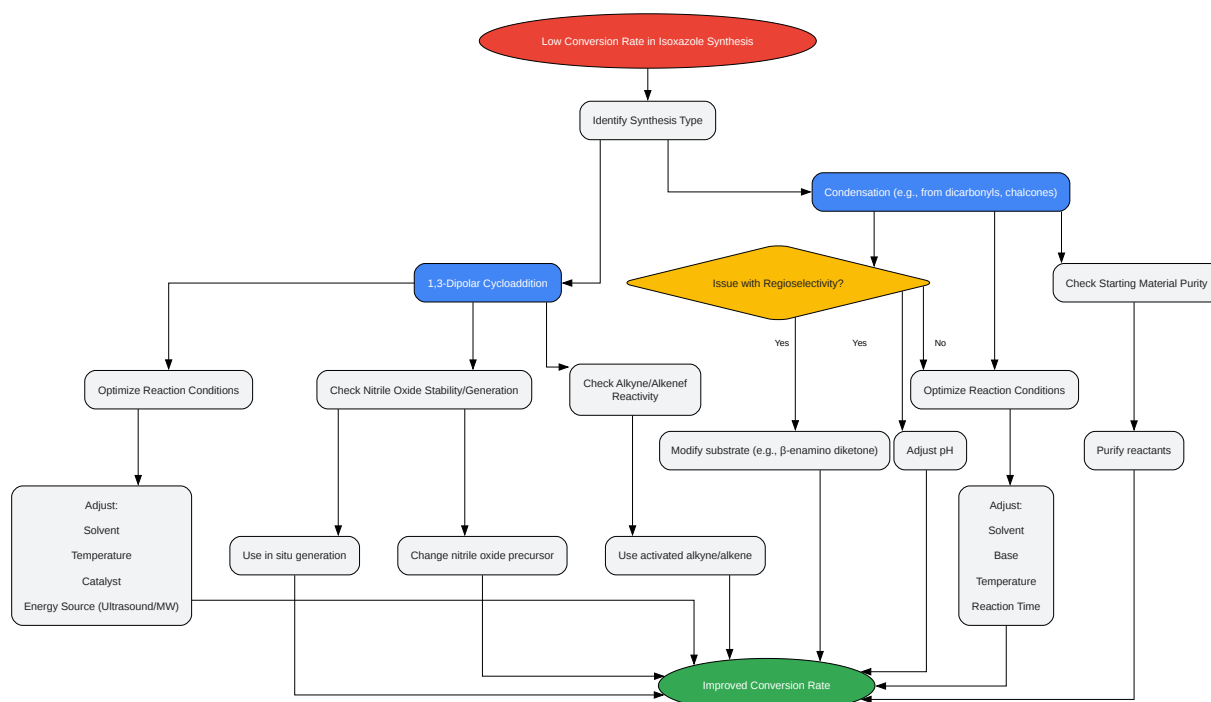 Low Conversion Rate in Isoxazole Synthesis
Identify Synthesis Type
Condensation (e.g., from dicarbonyls, chalcones)
1,3-Dipolar Cycloaddition
Issue with Regioselectivity?
Check Starting Material Purity
Yes
Yes
No
Optimize Reaction Conditions
Check Nitrile Oxide Stability/Generation
Check Alkyne/Alkenef
Reactivity
Optimize Reaction Conditions
Modify substrate (e.g., β-enamino diketone)
Adjust pH
Purify reactants
Adjust:
Solvent
Temperature
Catalyst
Energy Source (Ultrasound/MW)
Use in situ generation
Change nitrile oxide precursor
Use activated alkyne/alkene
Adjust:
Solvent
Base
Temperature
Reaction Time
Improved Conversion Rate